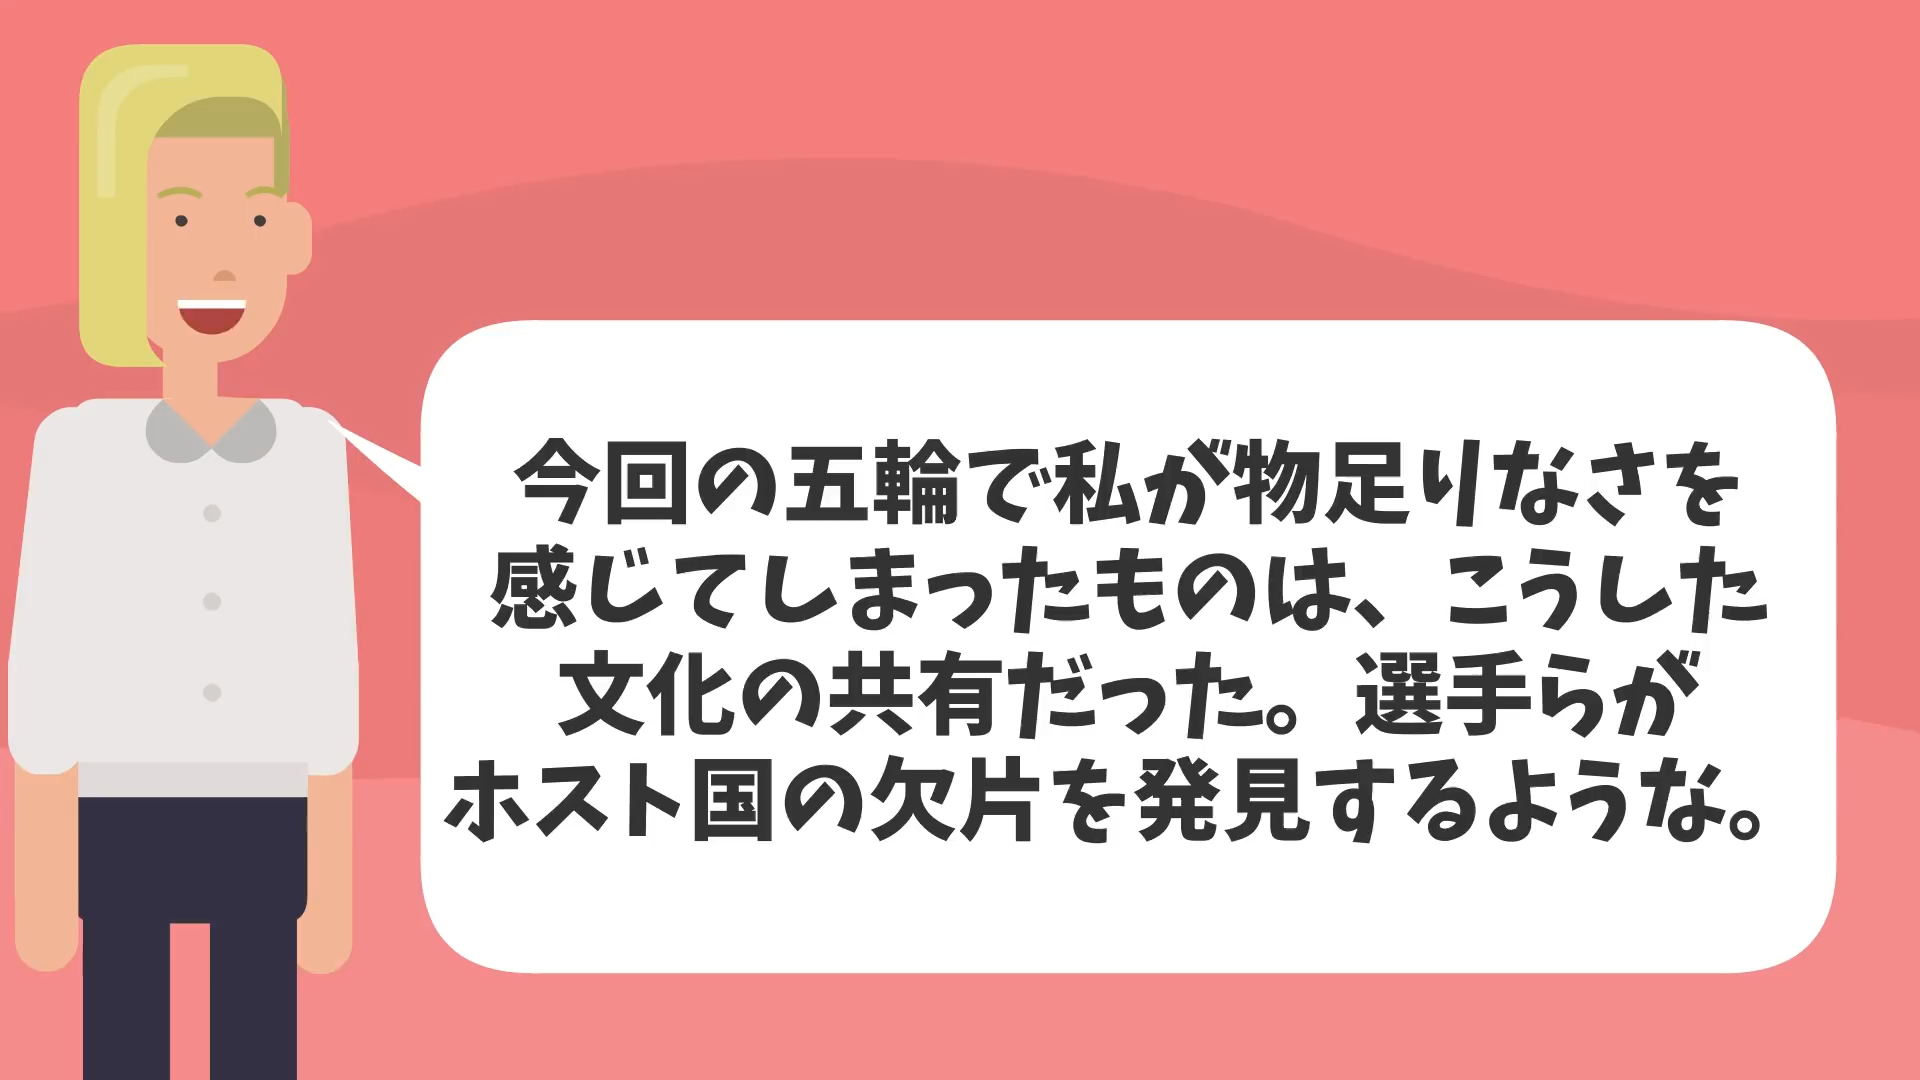 今回の五輪で私が物足りなさを
感じてしまったものは、こうした
文化の共有だった。選手らが
ホスト国の欠片を発見するような。